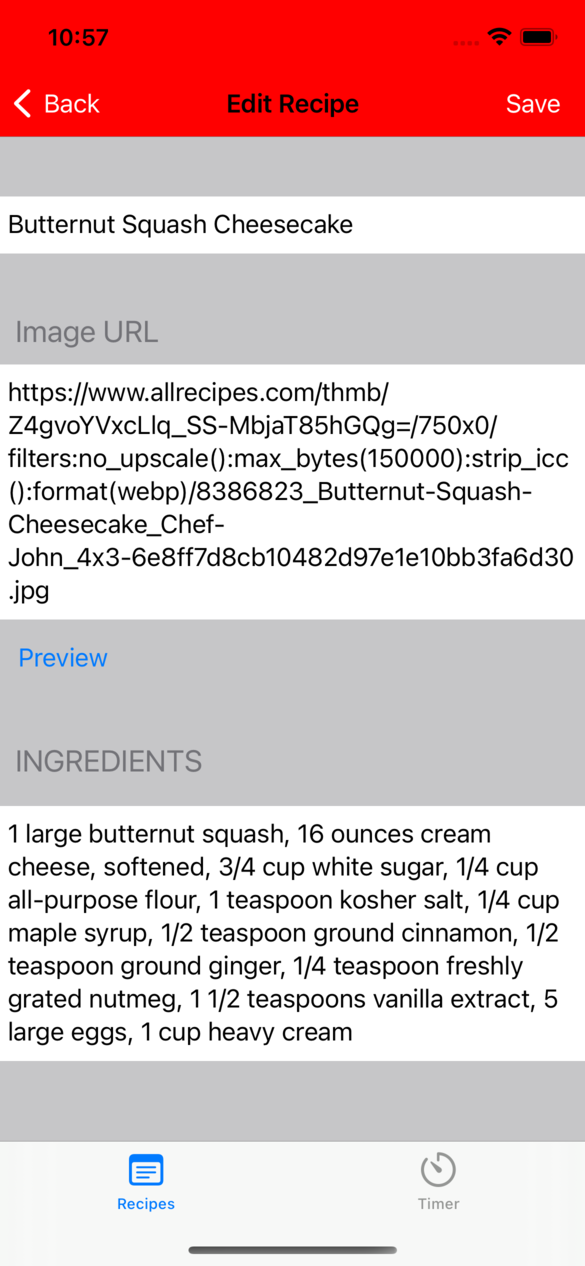 10:57
Back
Edit Recipe
Save
Butternut Squash Cheesecake
Image URL
https://www.allrecipes.com/thmb/
Z4gvoYVxcLlq_SS-MbjaT85hGQg=/750x0/
filters:no_upscale():max_bytes(150000):strip_icc
():format(webp)/8386823_Butternut-Squash-
Cheesecake_Chef-
John_4x3-6e8ff7d8cb10482d97e1e10bb3fa6d30
.jpg
Preview
INGREDIENTS
1 large butternut squash, 16 ounces cream
cheese, softened, 3/4 cup white sugar, 1/4 cup
all-purpose flour, 1 teaspoon kosher salt, 1/4 cup
maple syrup, 1/2 teaspoon ground cinnamon, 1/2
teaspoon ground ginger, 1/4 teaspoon freshly
grated nutmeg, 1 1/2 teaspoons vanilla extract, 5
large eggs, 1 cup heavy cream
Recipes
Timer